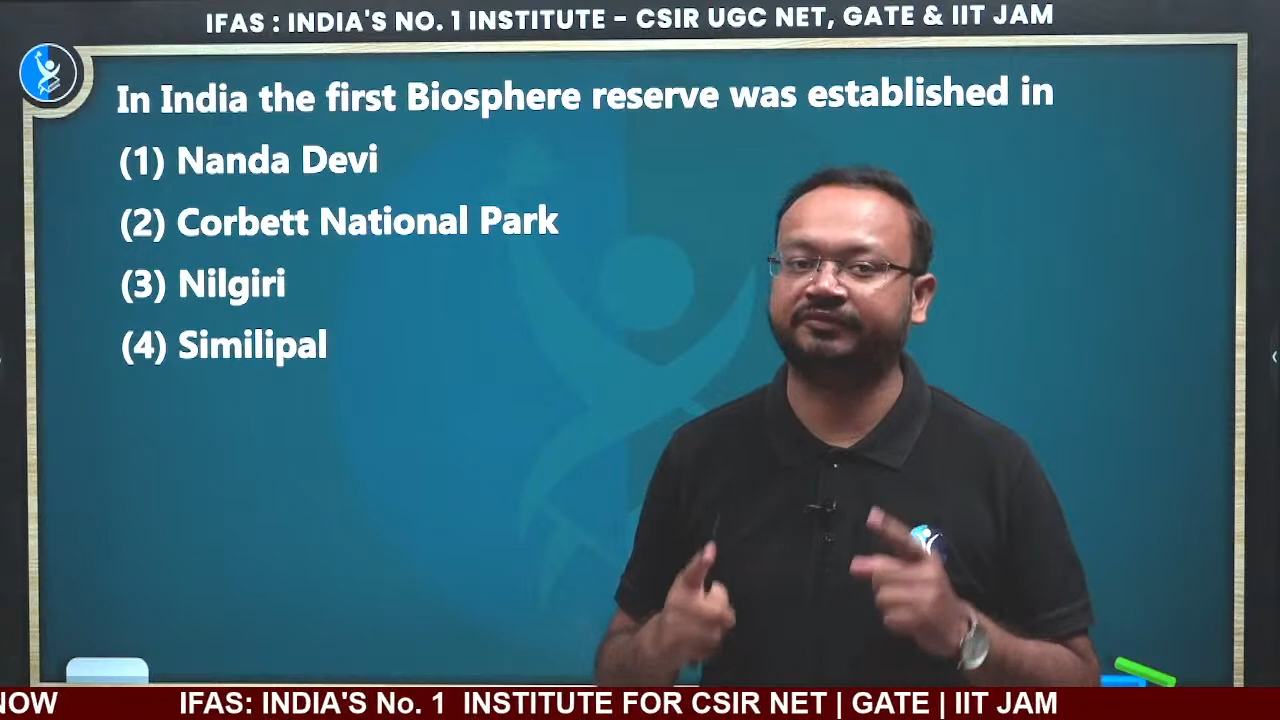 IFAS : INDIA'S NO. 1 INSTITUTE - CSIR UGC NET, GATE & IIT JAM
In India the first Biosphere reserve was established in
(1) Nanda Devi
(2) Corbett National Park
(3) Nilgiri
(4) Similipal
NOW IFAS: INDIA'S No. 1 INSTITUTE FOR CSIR NET | GATE | IIT JAM